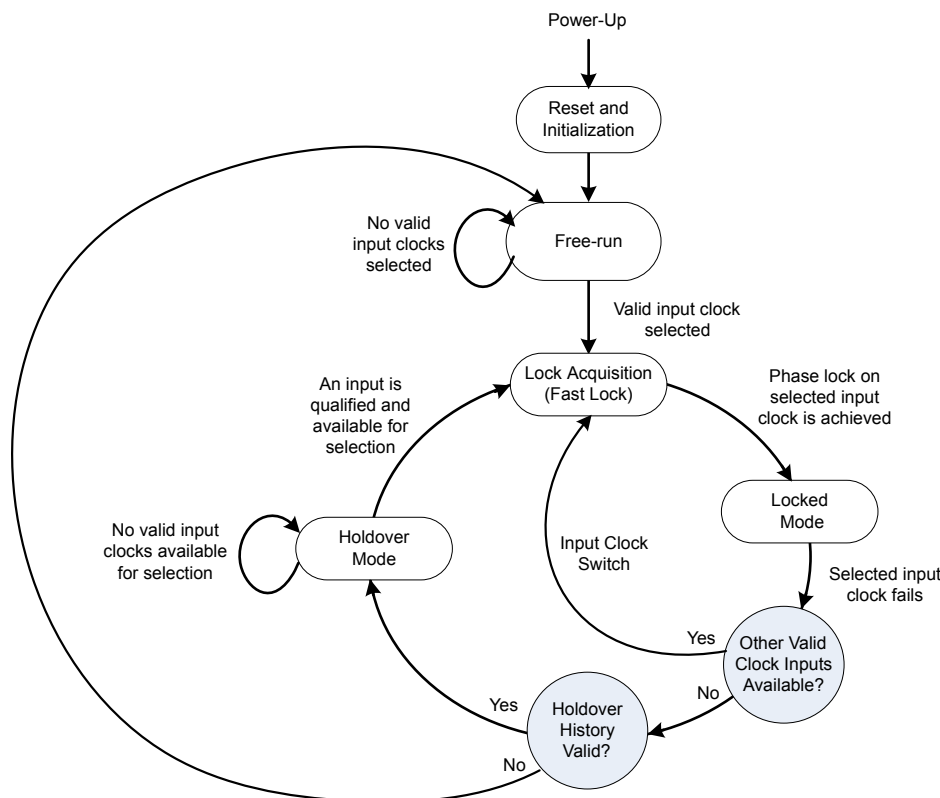 Power-Up
Reset and
Initialization
No valid
input clocks
selected
Free-run
Valid input clock
selected
An input is
qualified and
available for
selection
Lock Acquisition
(Fast Lock)
Phase lock on
selected input
clock is achieved
No valid input
clocks available
for selection
Holdover
Mode
Input Clock
Switch
Locked
Mode
Selected input
clock fails
Yes
Other Valid
Clock Inputs
Available?
No
Yes
Holdover
History
Valid?
No